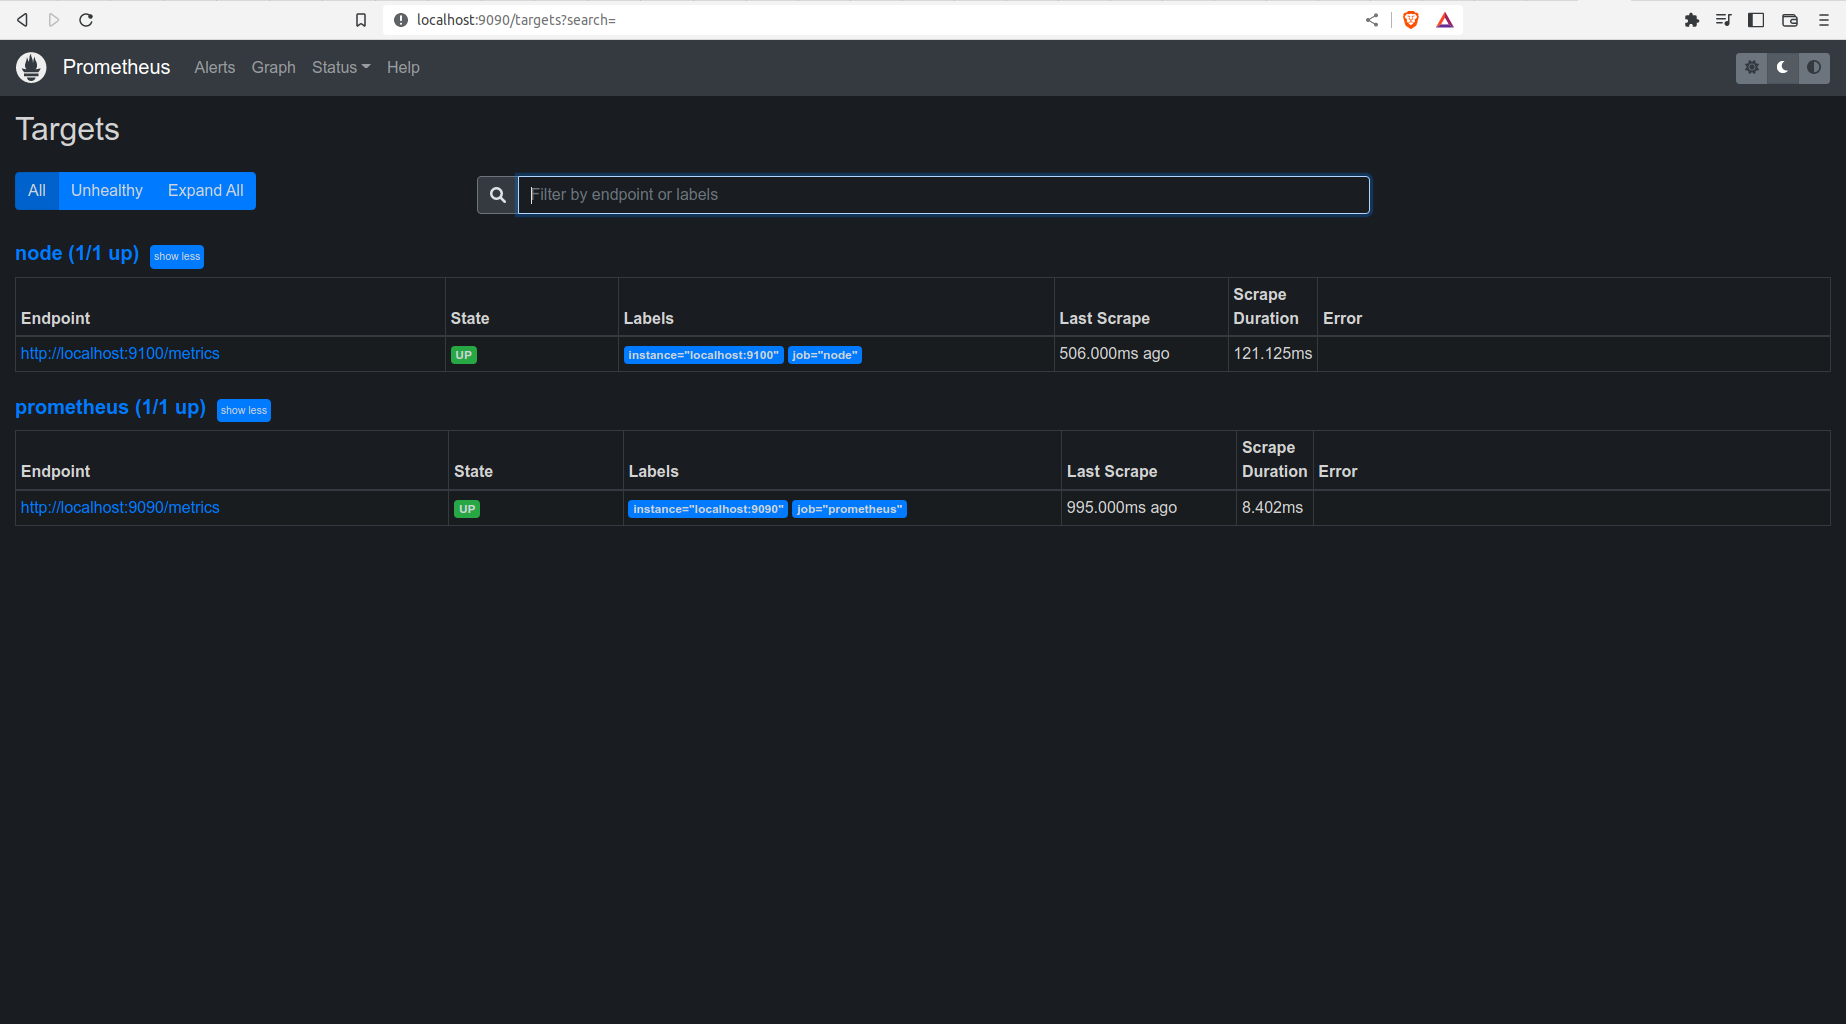 localhost:9090/targets?search=
Prometheus Alerts Graph Status Help
Targets
All Unhealthy Expand All
Filter by endpoint or labels
node (1/1 up) show less
Endpoint State Labels Last Scrape Scrape Duration Error
http://localhost:9100/metrics UP instance="localhost:9100" job="node" 506.000ms ago 121.125ms
prometheus (1/1 up) show less
Endpoint State Labels Last Scrape Scrape Duration Error
http://localhost:9090/metrics UP instance="localhost:9090" job="prometheus" 995.000ms ago 8.402ms